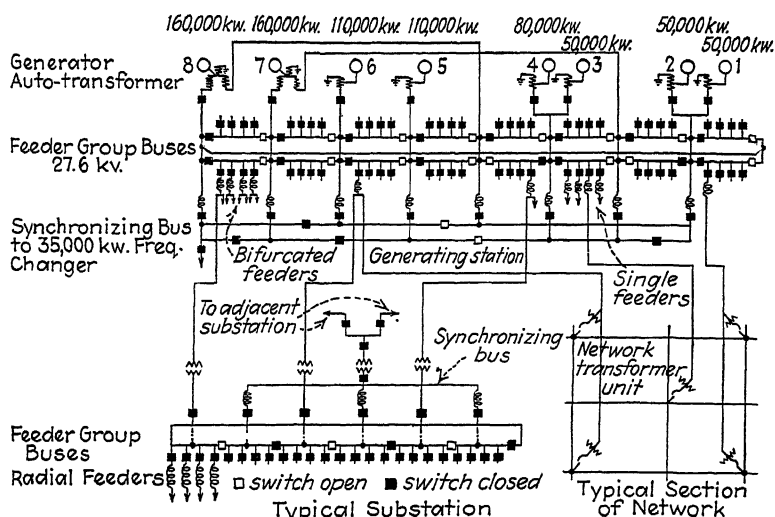 160,000 kw. 160,000 kw. 110,000 kw. 110,000 kw. 80,000 kw. 50,000 kw.
50,000 kw. 50,000 kw.
Generator
Auto-transformer
8 7 6 5 4 3 2 1
Feeder Group Buses
27.6 kv.
Synchronizing Bus
to 35,000 kw. Freq.
Changer
Bifurcated
feeders
Generating station
Single
feeders
To adjacent
substation
Synchronizing
bus
Network
transformer
unit
Feeder Group
Buses
Radial Feeders
switch open
switch closed
Typical Substation
Typical Section
of Network